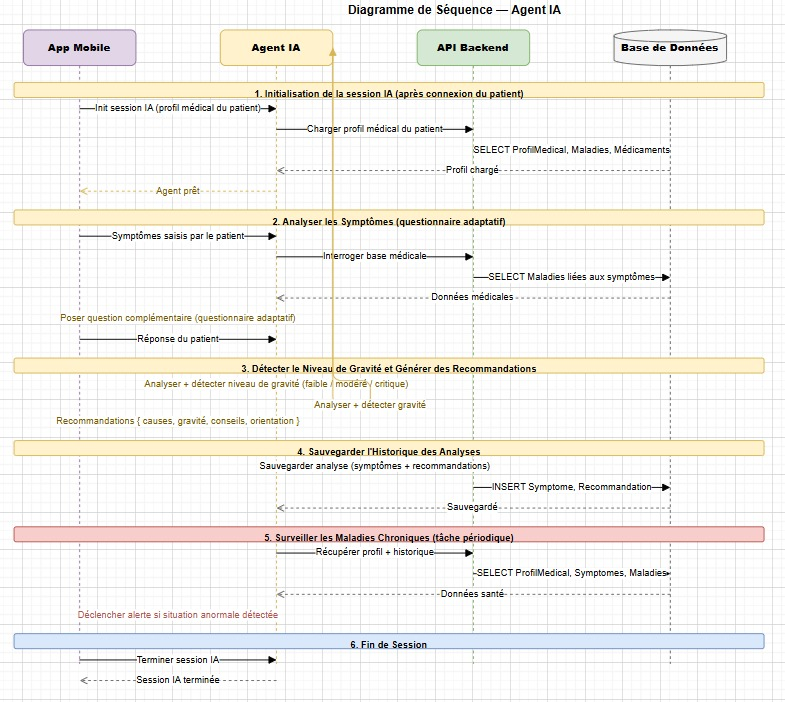 Diagramme de Séquence — Agent IA
App Mobile
Agent IA
API Backend
Base de Données
1. Initialisation de la session IA (après connexion du patient)
Init session IA (profil médical du patient)
Charger profil médical du patient
SELECT ProfilMedical, Maladies, Médicaments
Profil chargé
Agent prêt
2. Analyser les Symptômes (questionnaire adaptatif)
Symptômes saisis par le patient
Interroger base médicale
SELECT Maladies liées aux symptômes
Données médicales
Poser question complémentaire (questionnaire adaptatif)
Réponse du patient
3. Détecter le Niveau de Gravité et Générer des Recommandations
Analyser + détecter niveau de gravité (faible / modéré / critique)
Analyser + détecter gravité
Recommandations { causes, gravité, conseils, orientation }
4. Sauvegarder l'Historique des Analyses
Sauvegarder analyse (symptômes + recommandations)
INSERT Symptome, Recommandation
Sauvegardé
5. Surveiller les Maladies Chroniques (tâche périodique)
Récupérer profil + historique
SELECT ProfilMedical, Symptomes, Maladies
Données santé
Déclencher alerte si situation anormale détectée
6. Fin de Session
Terminer session IA
Session IA terminée